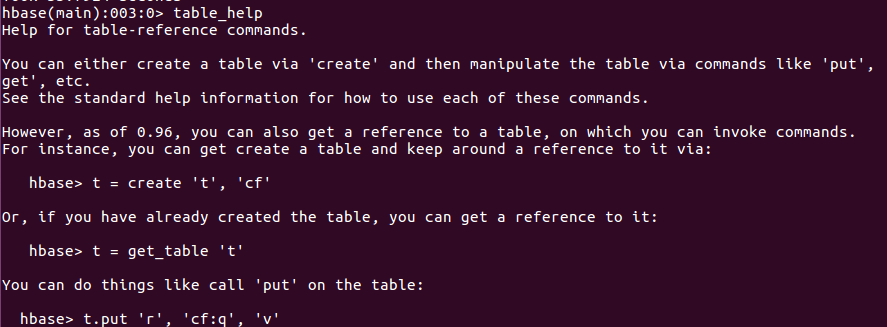 hbase(main):003:0> table_help
Help for table-reference commands.
You can either create a table via 'create' and then manipulate the table via commands like 'put',
get', etc.
See the standard help information for how to use each of these commands.
However, as of 0.96, you can also get a reference to a table, on which you can invoke commands.
For instance, you can get create a table and keep around a reference to it via:
hbase> t = create 't', 'cf'
Or, if you have already created the table, you can get a reference to it:
hbase> t = get_table 't'
You can do things like call 'put' on the table:
hbase> t.put 'r', 'cf:q', 'v'